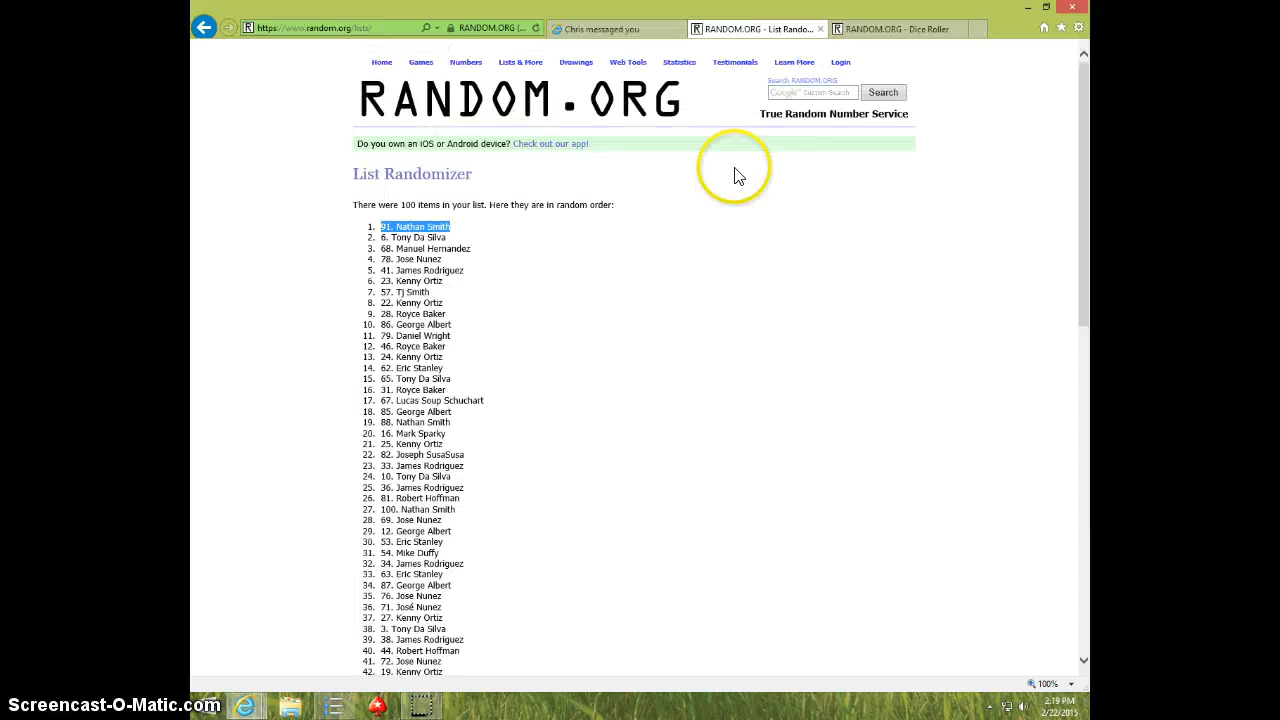 https://www.random.org/lists/
RANDOM.ORG (...
Chris messaged you
RANDOM.ORG - List Rando...
RANDOM.ORG - Dice Roller
Home Games Numbers Lists & More Drawings Web Tools Statistics Testimonials Learn More Login
RANDOM.ORG
Search RANDOM.ORG
Google Custom Search
Search
True Random Number Service
Do you own an iOS or Android device? Check out our app!
List Randomizer
There were 100 items in your list. Here they are in random order:
1. 91. Nathan Smith
2. 6. Tony Da Silva
3. 68. Manuel Hernandez
4. 78. Jose Nunez
5. 41. James Rodriguez
6. 23. Kenny Ortiz
7. 57. TJ Smith
8. 22. Kenny Ortiz
9. 28. Royce Baker
10. 86. George Albert
11. 79. Daniel Wright
12. 46. Royce Baker
13. 24. Kenny Ortiz
14. 62. Eric Stanley
15. 65. Tony Da Silva
16. 31. Royce Baker
17. 67. Lucas Soup Schuchart
18. 85. George Albert
19. 88. Nathan Smith
20. 16. Mark Sparky
21. 25. Kenny Ortiz
22. 82. Joseph SusaSusa
23. 33. James Rodriguez
24. 10. Tony Da Silva
25. 36. James Rodriguez
26. 81. Robert Hoffman
27. 100. Nathan Smith
28. 69. Jose Nunez
29. 12. George Albert
30. 53. Eric Stanley
31. 54. Mike Duffy
32. 34. James Rodriguez
33. 63. Eric Stanley
34. 87. George Albert
35. 76. Jose Nunez
36. 71. José Nunez
37. 27. Kenny Ortiz
38. 3. Tony Da Silva
39. 38. James Rodriguez
40. 44. Robert Hoffman
41. 72. Jose Nunez
42. 19. Kenny Ortiz
100%
2:19 PM
2/22/2015
Screencast-O-Matic.com